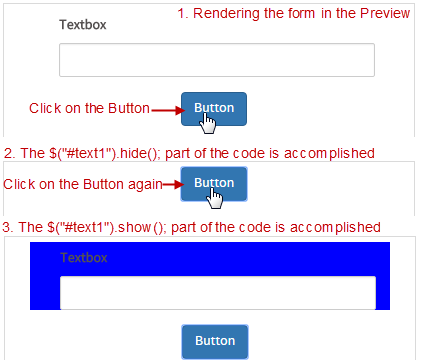 1. Rendering the form in the Preview
Textbox
Click on the Button
Button
2. The $("#text1").hide(); part of the code is accomplished
Click on the Button again
Button
3. The $("#text1").show(); part of the code is accomplished
Textbox
Button